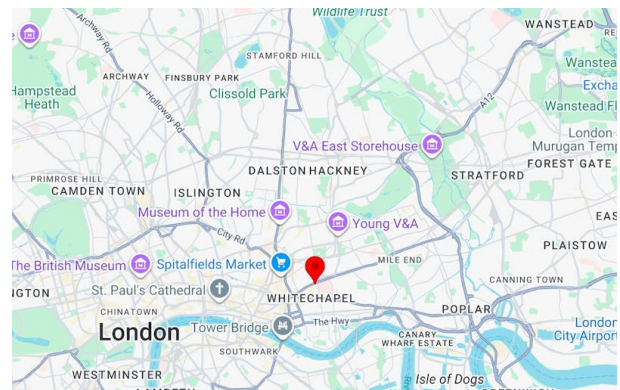 Wildlife Trust
WANSTEAD
Archway Rd
STAMFORD HILL
ARCHWAY
FINSBURY PARK
Wanstea
Hampstead
Heath
Clissold Park
Holloway Rd
A12
Excha
Wanstead Fl
London
Murugan Temp
V&A East Storehouse
FOREST GATE
DALSTON
HACKNEY
STRATFORD
PRIMROSE HILL
CAMDEN TOWN
ISLINGTON
Museum of the Home
Young V&A
EAS
City Rd
PLAISTOW
The British Museum
Spitalfields Market
MILE END
NGTON
St. Paul's Cathedral
CANNING TOWN
WHITECHAPEL
CHINATOWN
POPLAR
London
Tower Bridge
The Hwy
London
City Airpor
SOUTHWARK
CANARY
WHARF ESTATE
WESTMINSTER
Isle of Dogs